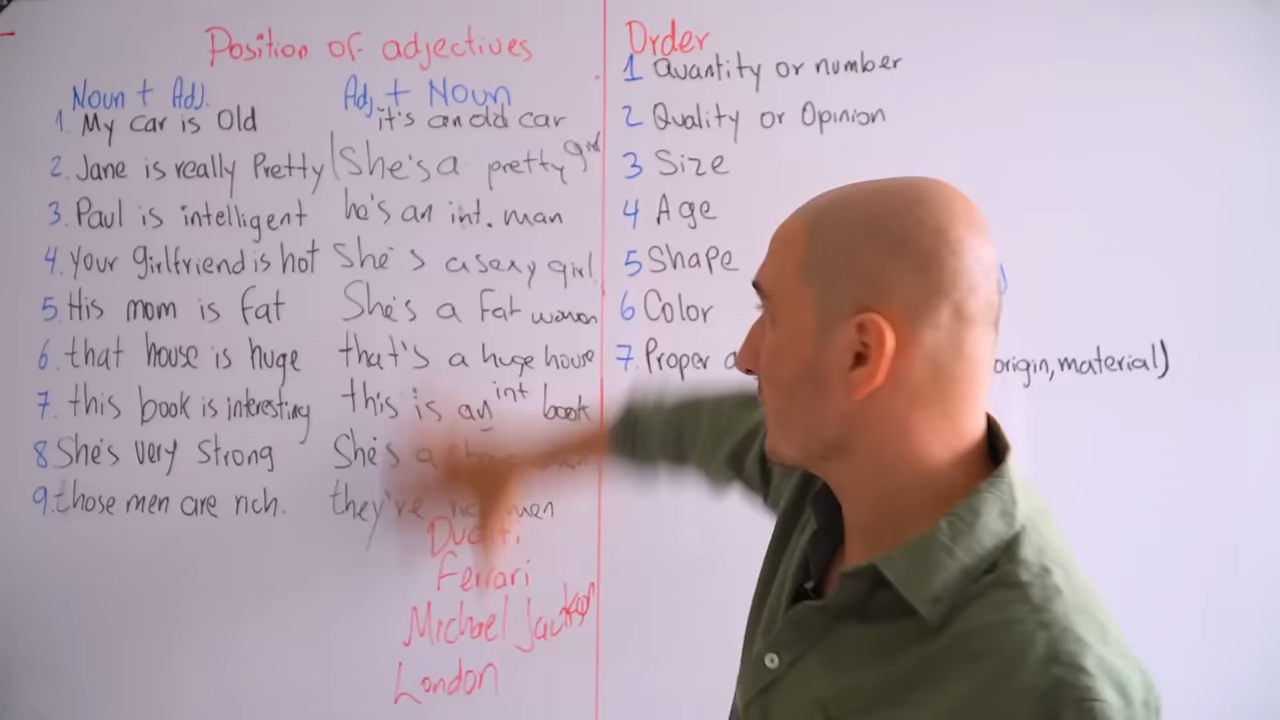 Position of adjectives
Noun + Adj.
Adj. + Noun
1. My car is Old
it's an old car
2. Jane is really Pretty
She's a pretty girl
3. Paul is intelligent
he's an int. man
4. Your girlfriend is hot
She's a sexy girl
5. His mom is fat
She's a fat woman
6. that house is huge
that's a huge house
7. this book is interesting
this is an int book
8 She's very strong
She's a
9. those men are rich.
they're men
Ferrari
Michael Jackson
London
Order
1 Quantity or number
2 Quality or Opinion
3 Size
4 Age
5 Shape
6 Color
7. Proper origin, material)